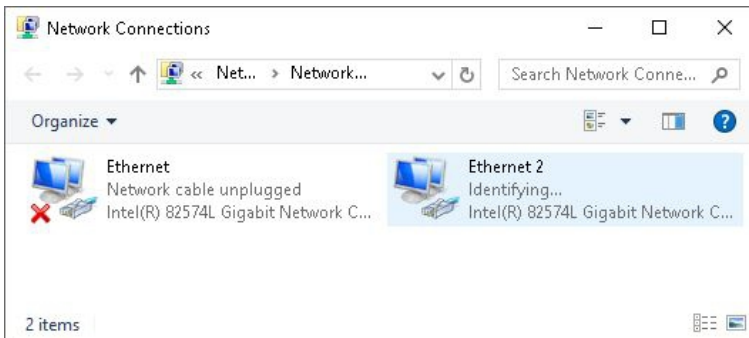 Network Connections
« Net... > Network...
Search Network Conne...
Organize
Ethernet
Network cable unplugged
Intel(R) 82574L Gigabit Network C...
Ethernet 2
Identifying...
Intel(R) 82574L Gigabit Network C...
2 items